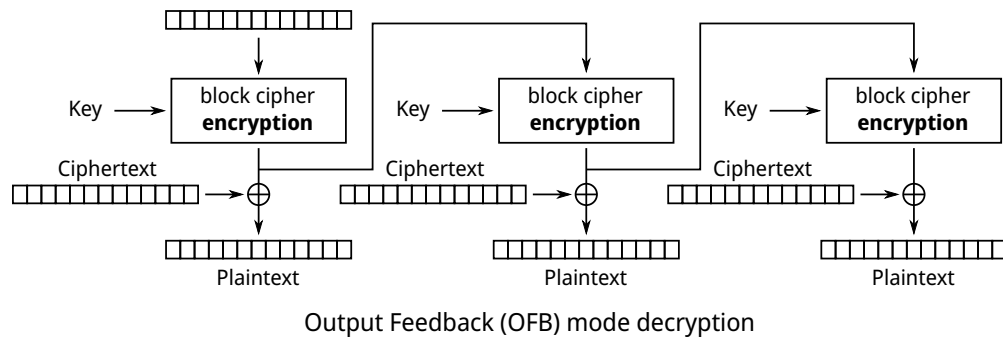 block cipher
encryption
Key
block cipher
encryption
Key
block cipher
encryption
Key
Ciphertext
Ciphertext
Ciphertext
Plaintext
Plaintext
Plaintext
Output Feedback (OFB) mode decryption